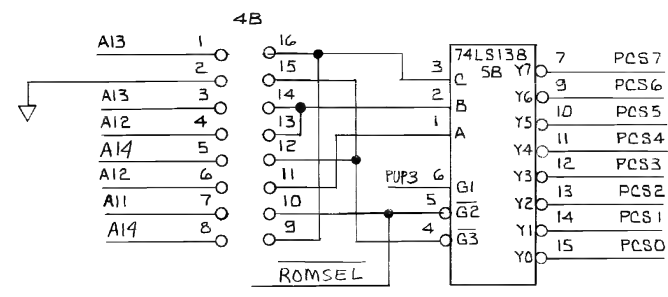 4B
A13 1 16
2 15
A13 3 14
A12 4 13
A14 5 12
A12 6 11
A11 7 10
A14 8 9
74LS138
5B
3 C Y7 7 PCS7
2 B Y6 9 PCS6
1 A Y5 10 PCS5
Y4 11 PCS4
Y3 12 PCS3
PUP3 6 G1 Y2 13 PCS2
5 G2 Y1 14 PCS1
4 G3 Y0 15 PCS0
ROMSEL